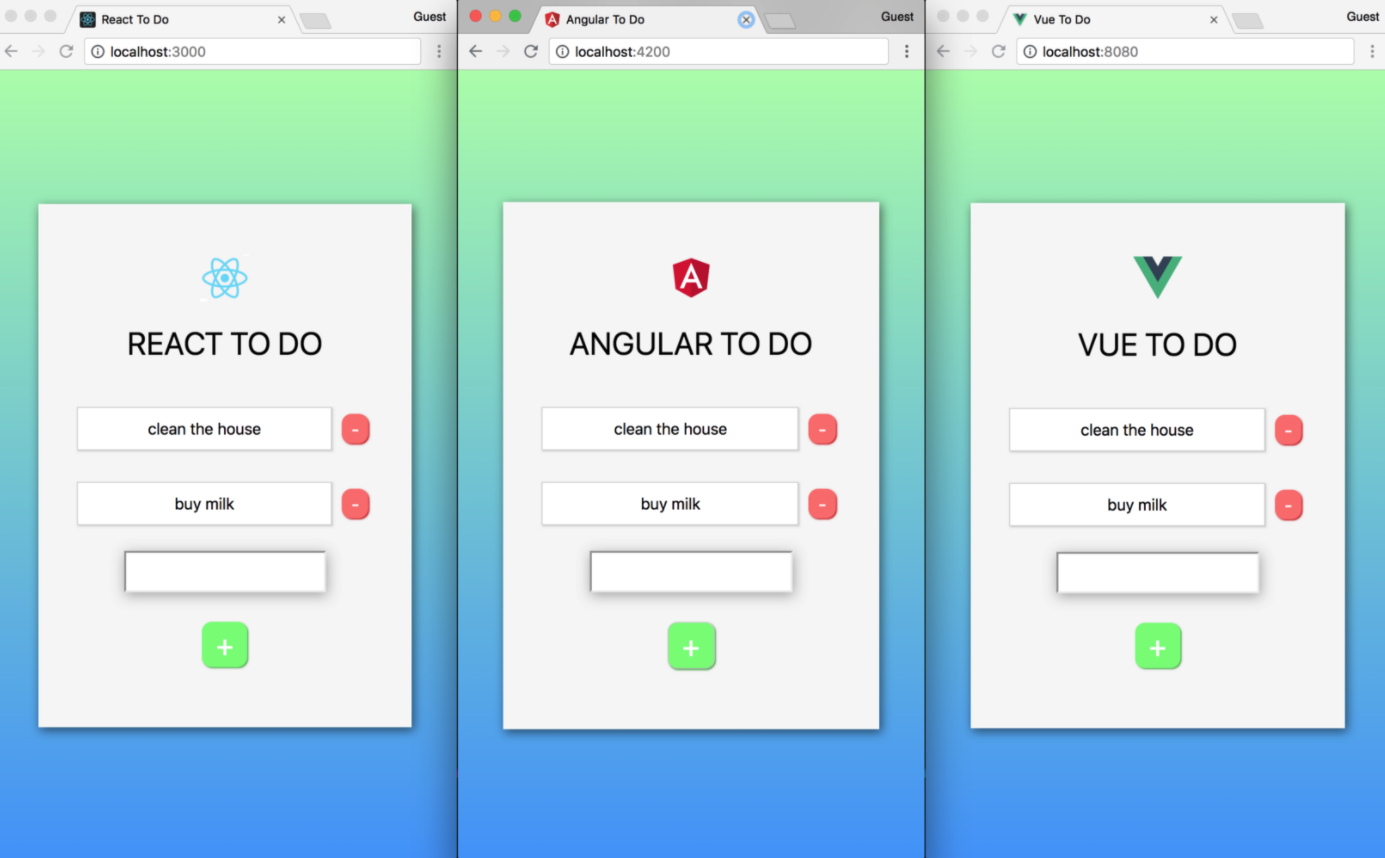 React To Do
Guest
localhost:3000
REACT TO DO
clean the house
-
buy milk
-
+
Angular To Do
Guest
localhost:4200
A
ANGULAR TO DO
clean the house
-
buy milk
-
+
Vue To Do
Guest
localhost:8080
VUE TO DO
clean the house
-
buy milk
-
+